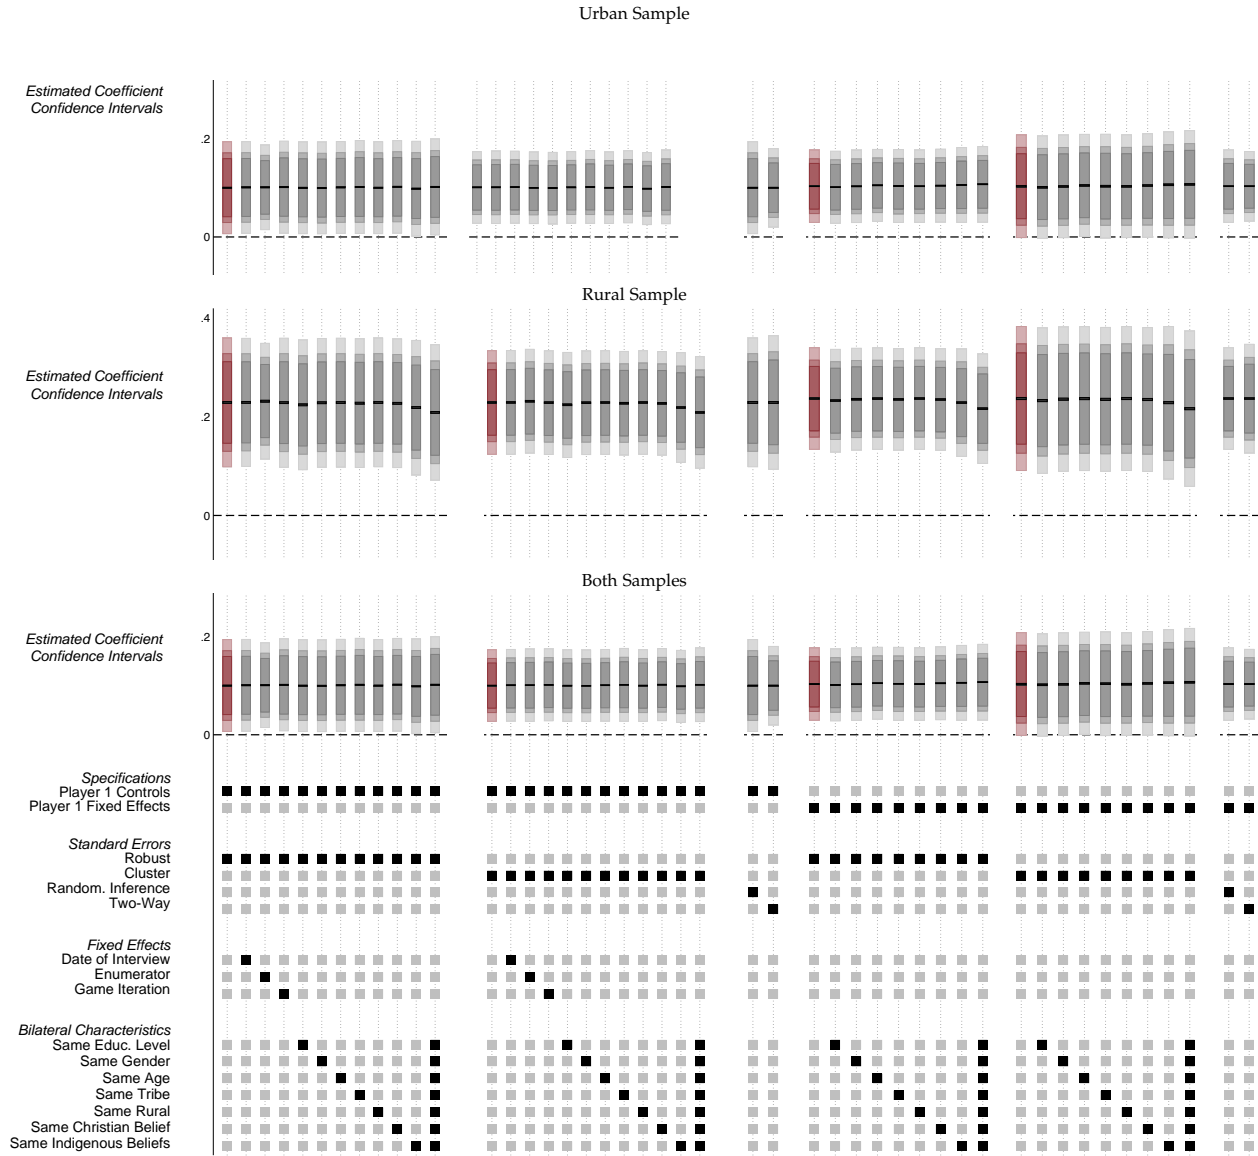 Urban Sample
Estimated Coefficient
Confidence Intervals
.2
0
Rural Sample
.4
Estimated Coefficient
Confidence Intervals
.2
0
Both Samples
Estimated Coefficient
Confidence Intervals
.2
0
Specifications
Player 1 Controls
Player 1 Fixed Effects
Standard Errors
Robust
Cluster
Random. Inference
Two-Way
Fixed Effects
Date of Interview
Enumerator
Game Iteration
Bilateral Characteristics
Same Educ. Level
Same Gender
Same Age
Same Tribe
Same Rural
Same Christian Belief
Same Indigenous Beliefs